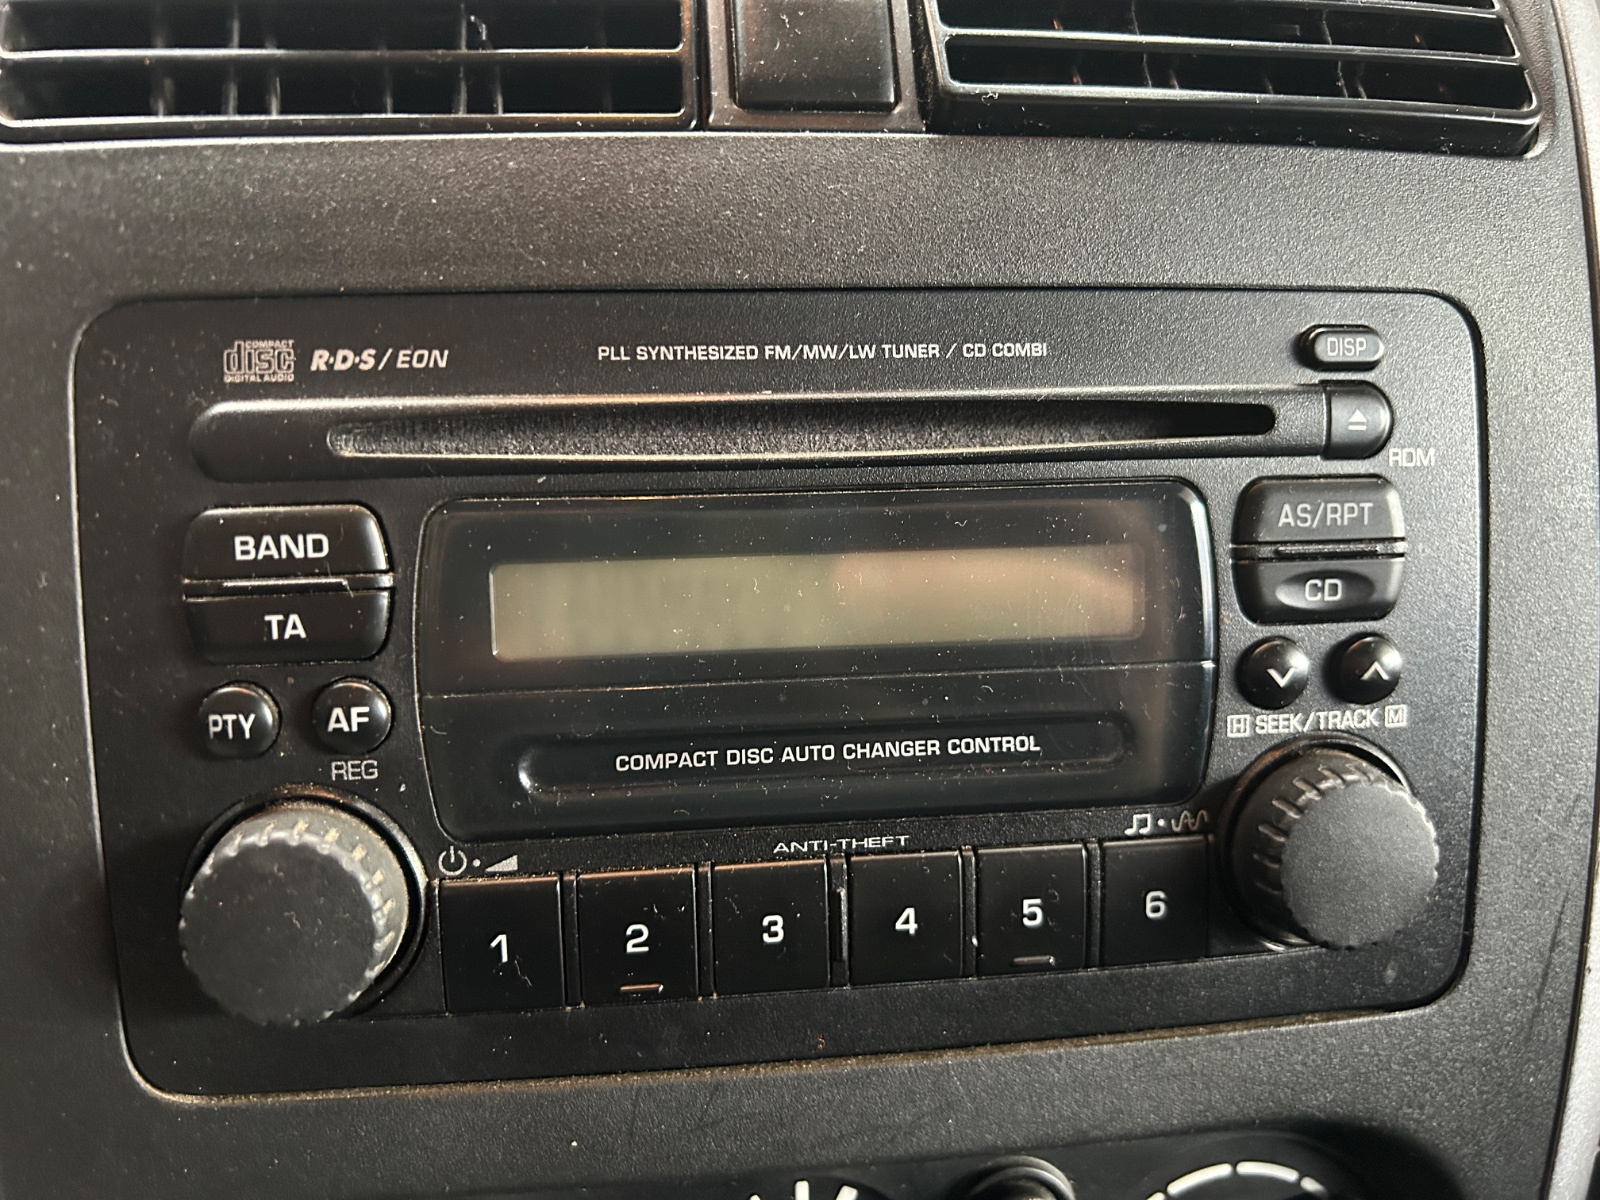 COMPACT
disc
DIGITAL AUDIO
R·D·S/EON
PLL SYNTHESIZED FM/MW/LW TUNER / CD COMBI
DISP
RDM
BAND
AS/RPT
TA
CD
PTY
AF
REG
H SEEK/TRACK M
COMPACT DISC AUTO CHANGER CONTROL
ANTI-THEFT
1
2
3
4
5
6